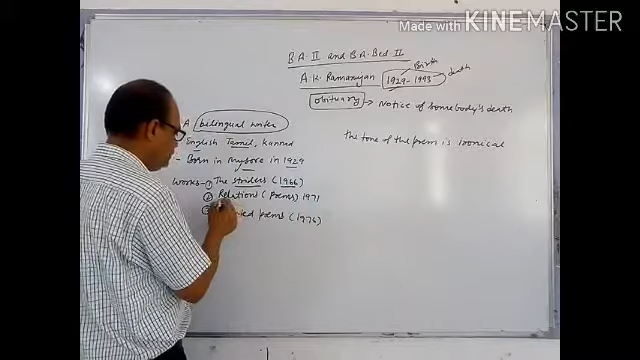 Made with KINEMASTER
B.A. II and B.A. Bed II
A.K. Ramanujan 1929-1993
Birth
death
obituary → Notice of somebody's death
A bilingual writer
English Tamil, Kannad
the tone of the poem is ironical
- Born in Mysore in 1929
Works- ① The striders (1966)
② Relations (poems) 1971
③ poems (1976)